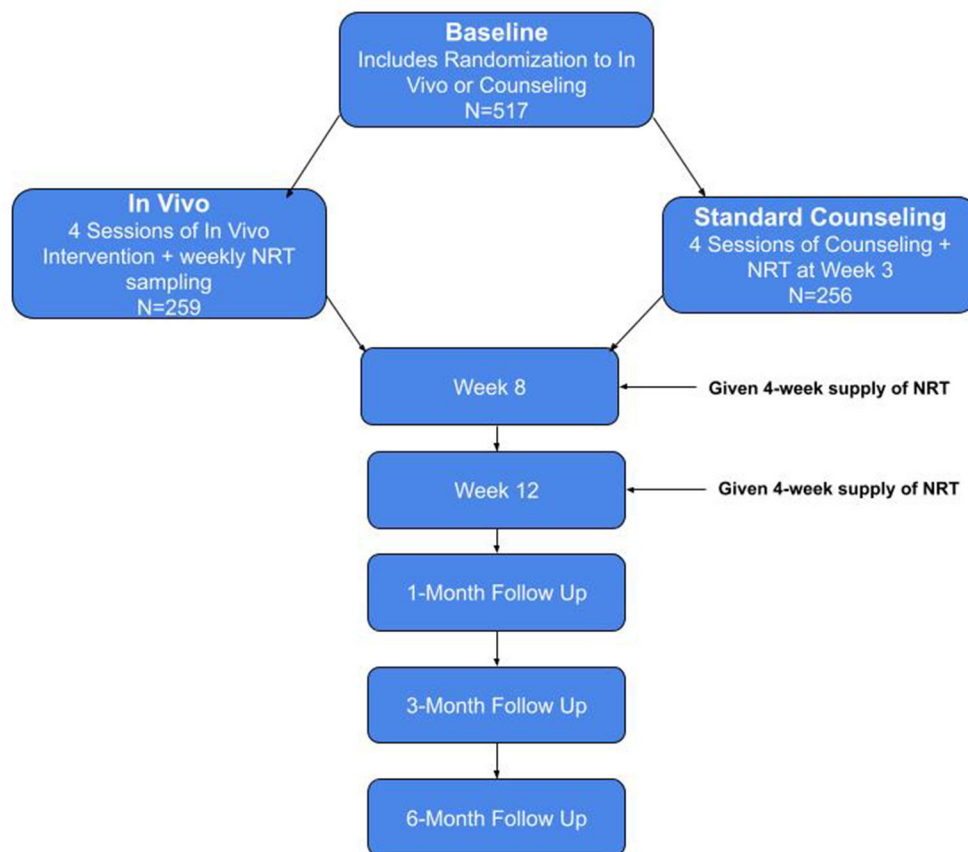 Baseline
Includes Randomization to In
Vivo or Counseling
N=517
In Vivo
4 Sessions of In Vivo
Intervention + weekly NRT
sampling
N=259
Standard Counseling
4 Sessions of Counseling +
NRT at Week 3
N=256
Week 8
Given 4-week supply of NRT
Week 12
Given 4-week supply of NRT
1-Month Follow Up
3-Month Follow Up
6-Month Follow Up